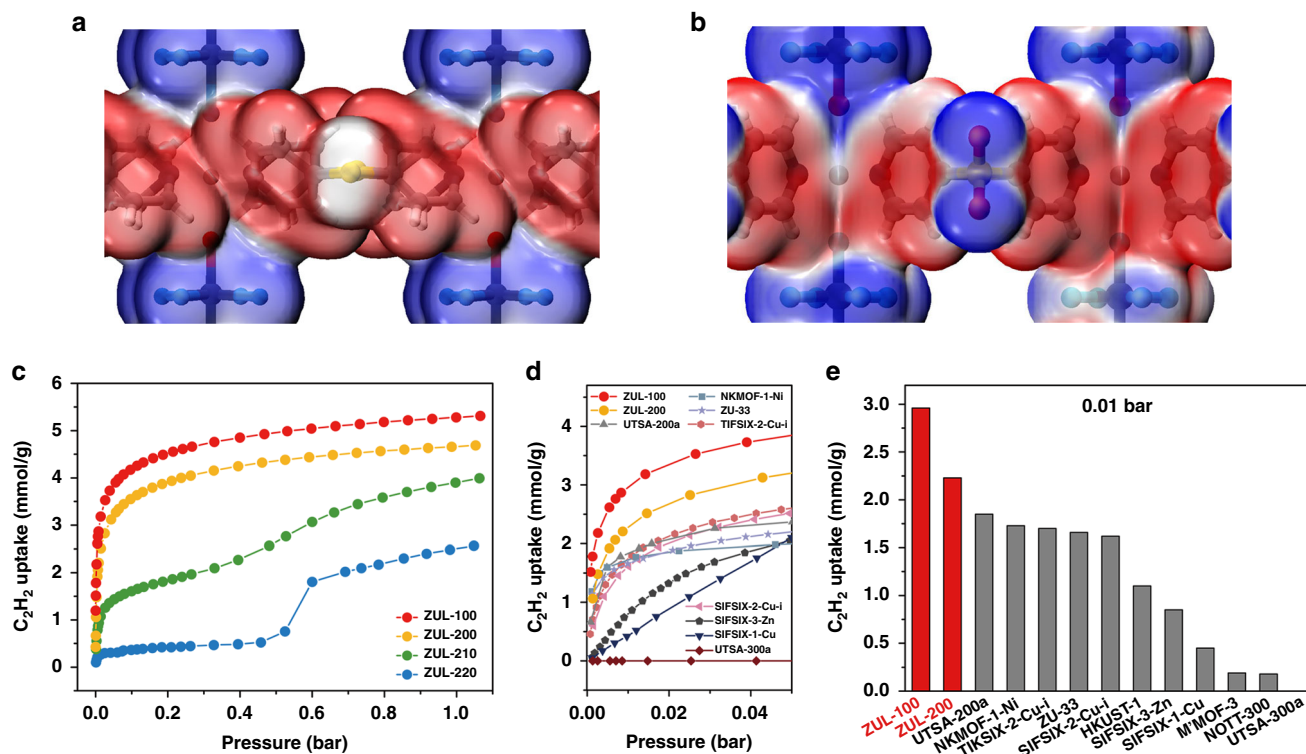 a
b
c
C₂H₂ uptake (mmol/g)
6
5
4
3
2
1
0
0.0 0.2 0.4 0.6 0.8 1.0
Pressure (bar)
ZUL-100
ZUL-200
ZUL-210
ZUL-220
d
C₂H₂ uptake (mmol/g)
4
3
2
1
0
0.00 0.02 0.04
Pressure (bar)
ZUL-100 NKMOF-1-Ni
ZUL-200 ZU-33
UTSA-200a TIFSIX-2-Cu-i
SIFSIX-2-Cu-i
SIFSIX-3-Zn
SIFSIX-1-Cu
UTSA-300a
e
C₂H₂ uptake (mmol/g)
3.0
2.5
2.0
1.5
1.0
0.5
0.0
0.01 bar
ZUL-100
ZUL-200
UTSA-200a
NKMOF-1-Ni
TIKSIX-2-Cu-i
ZU-33
SIFSIX-2-Cu-i
HKUST-1
SIFSIX-3-Zn
SIFSIX-1-Cu
M'MOF-3
NOTT-300
UTSA-300a